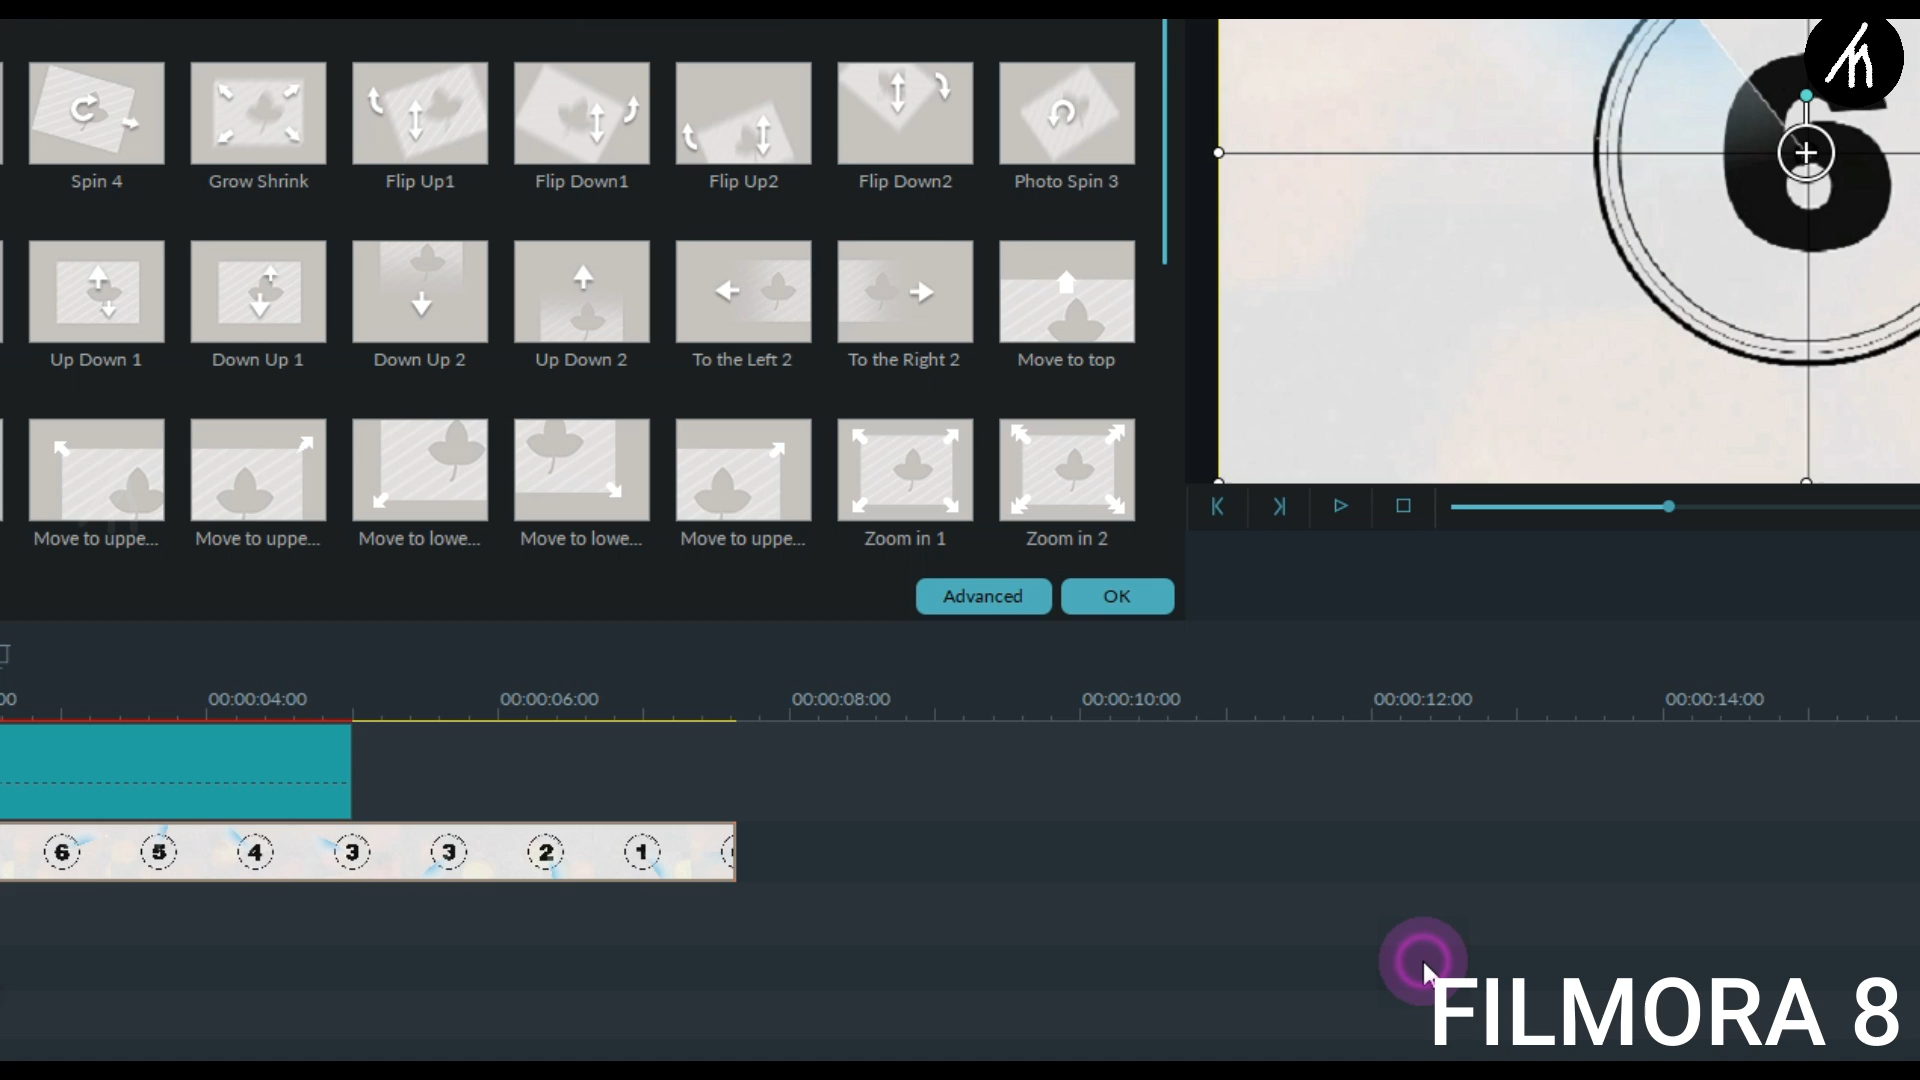 Spin 4 Grow Shrink Flip Up1 Flip Down1 Flip Up2 Flip Down2 Photo Spin 3
6
Up Down 1 Down Up 1 Down Up 2 Up Down 2 To the Left 2 To the Right 2 Move to top
Move to uppe... Move to uppe... Move to lowe... Move to lowe... Move to uppe... Zoom in 1 Zoom in 2
Advanced OK
00 00:00:04:00 00:00:06:00 00:00:08:00 00:00:10:00 00:00:12:00 00:00:14:00
6 5 4 3 3 2 1
FILMORA 8